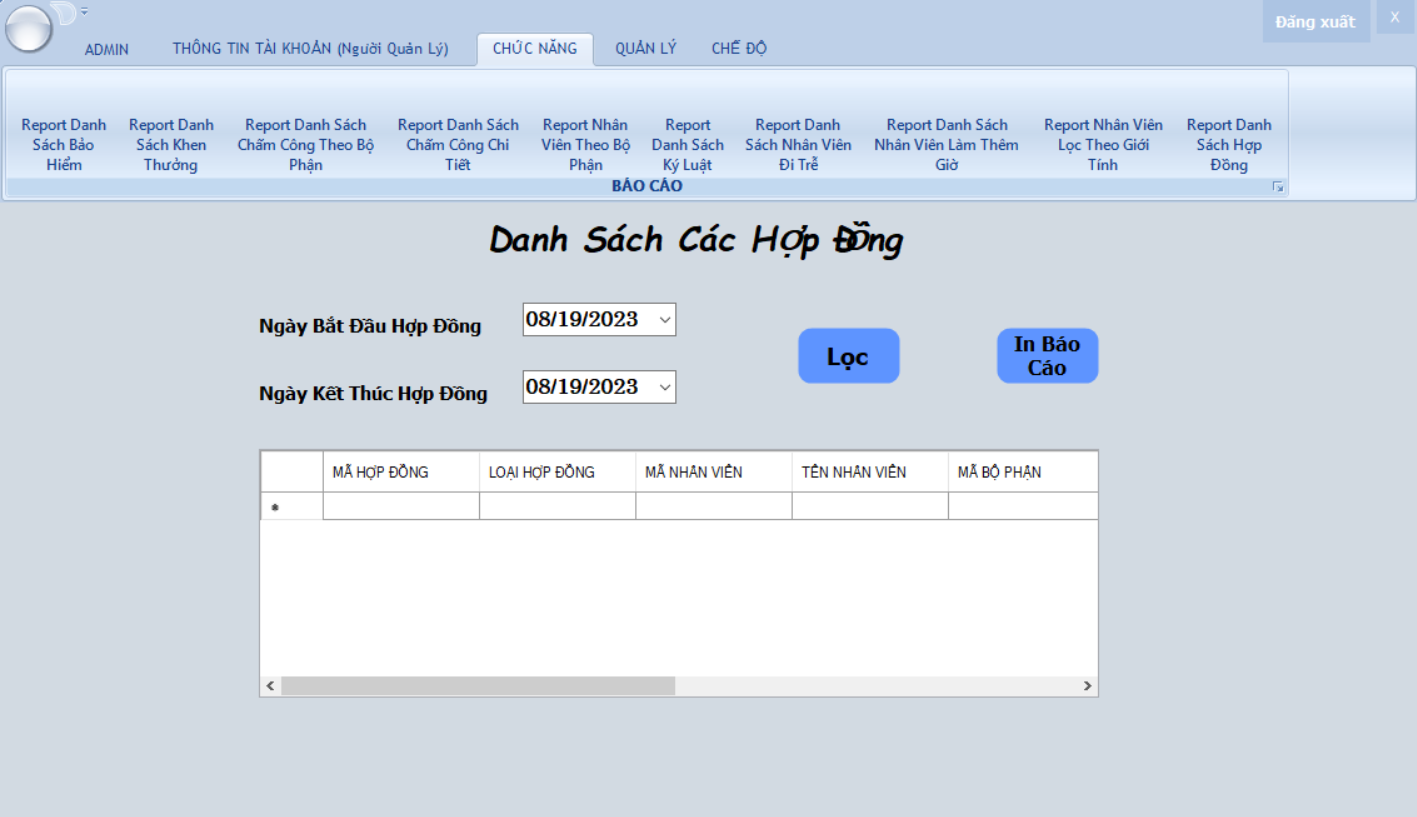 Đăng xuất
X
ADMIN
THÔNG TIN TÀI KHOẢN (Người Quản Lý)
CHỨC NĂNG
QUẢN LÝ
CHẾ ĐỘ
Report Danh
Sách Bảo
Hiểm
Report Danh
Sách Khen
Thưởng
Report Danh Sách
Chấm Công Theo Bộ
Phận
Report Danh Sách
Chấm Công Chi
Tiết
Report Nhân
Viên Theo Bộ
Phận
Report
Danh Sách
Ký Luật
Report Danh
Sách Nhân Viên
Đi Trễ
Report Danh Sách
Nhân Viên Làm Thêm
Giờ
Report Nhân Viên
Lọc Theo Giới
Tính
Report Danh
Sách Hợp
Đồng
BÁO CÁO
Danh Sách Các Hợp Đồng
Ngày Bắt Đầu Hợp Đồng
08/19/2023
Ngày Kết Thúc Hợp Đồng
08/19/2023
Lọc
In Báo
Cáo
MÃ HỢP ĐỒNG
LOẠI HỢP ĐỒNG
MÃ NHÂN VIÊN
TÊN NHÂN VIÊN
MÃ BỘ PHẬN